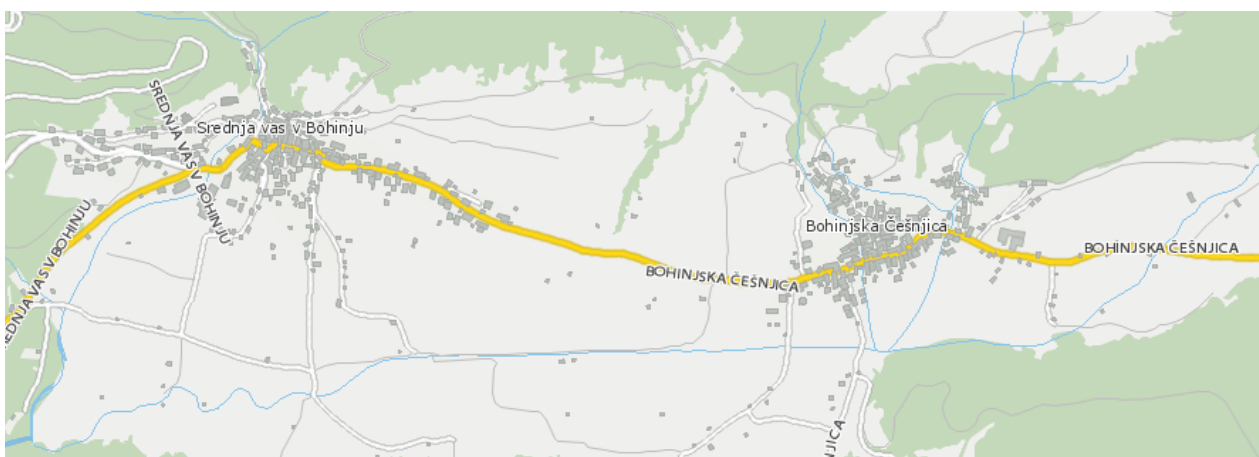 SREDNJA VAS V BOHINJU
Srednja vas v Bohinju
SREDNJA VAS V BOHINJU
Bohinjska Češnjica
BOHINJSKA ČEŠNJICA
BOHINJSKA ČEŠNJICA